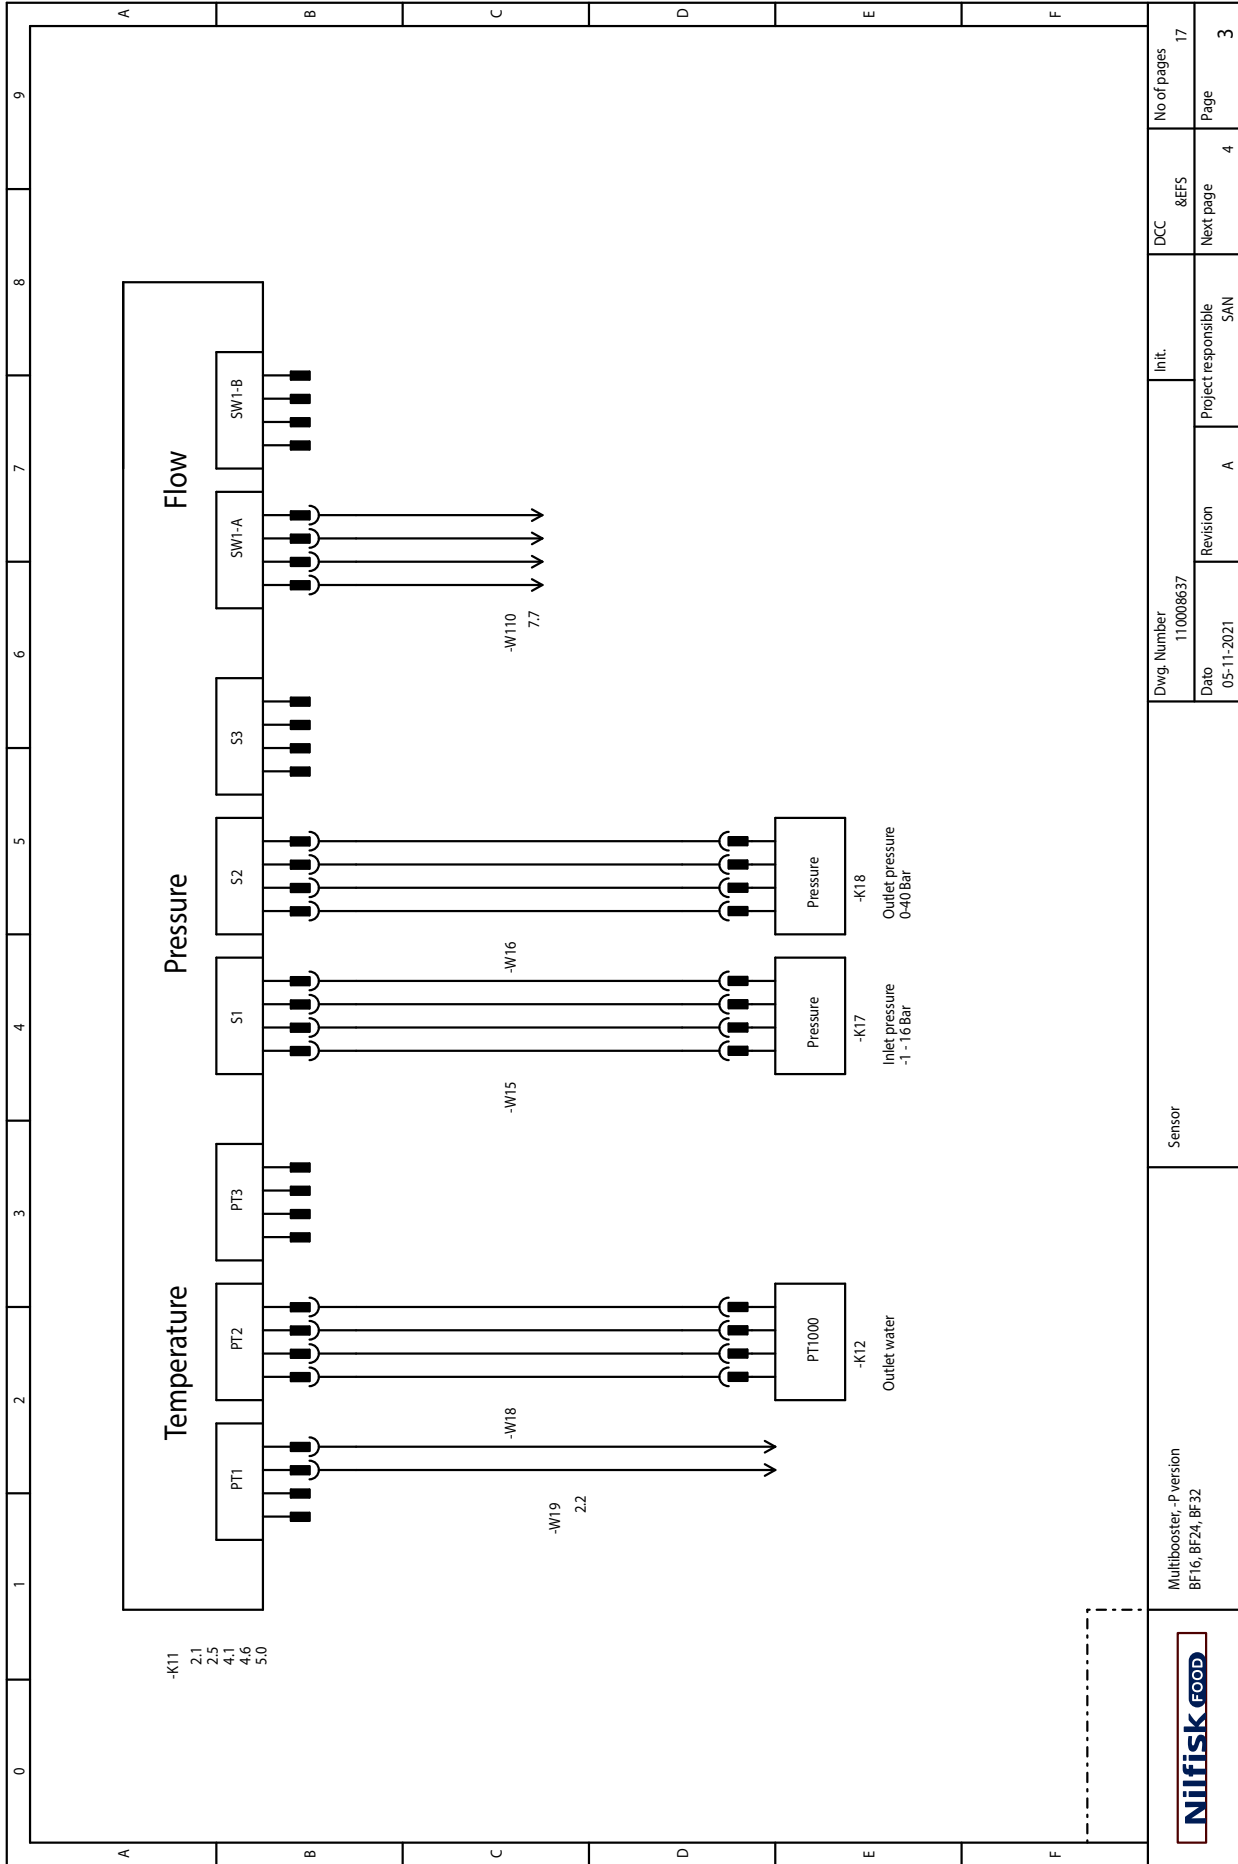 0 1 2 3 4 5 6 7 8 9
A A
B B
C C
D D
E E
F F
-K11
2.1
2.5
4.1
4.6
5.0
Temperature Pressure Flow
PT1 PT2 PT3 S1 S2 S3 SW1-A SW1-B
-W19
2.2
-W18
-W15
-W16
-W110
7.7
PT1000
-K12
Outlet water
Pressure
-K17
Inlet pressure
-1 - 16 Bar
Pressure
-K18
Outlet pressure
0-40 Bar
Nilfisk FOOD
Multibooster, -P version
BF16, BF24, BF32
Sensor
Dwg. Number
110008637
Init.
DCC
&EFS
No of pages
17
Dato
05-11-2021
Revision
A
Project responsible
SAN
Next page
4
Page
3